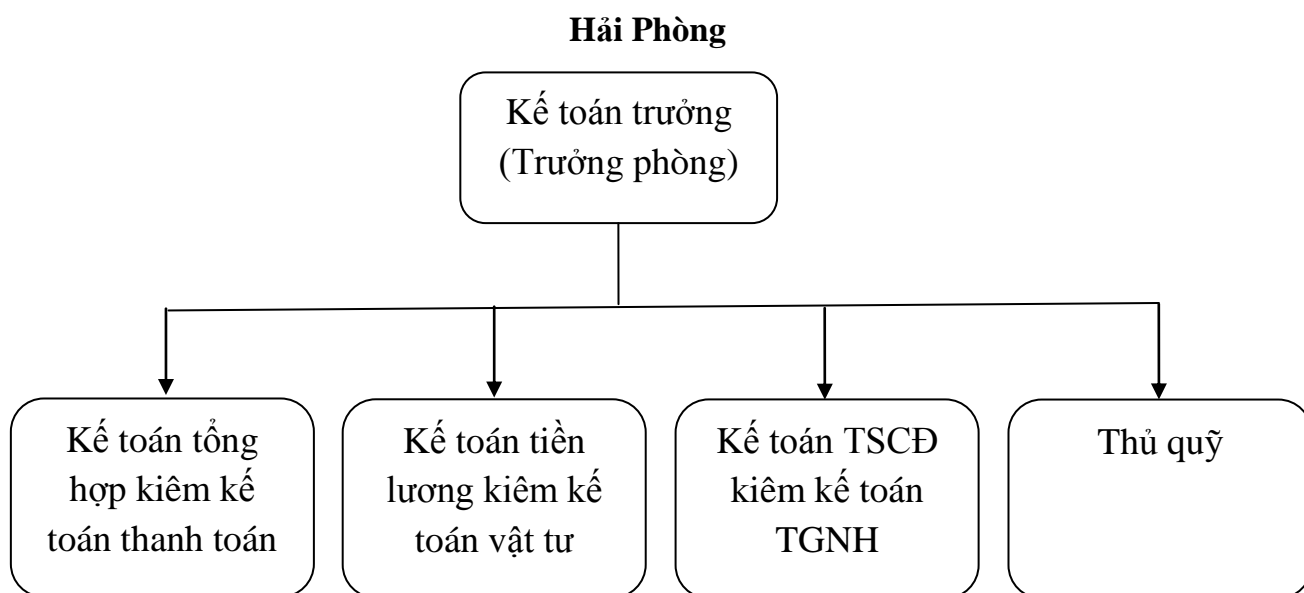 Hải Phòng
Kế toán trưởng
(Trưởng phòng)
Kế toán tổng
hợp kiêm kế
toán thanh toán
Kế toán tiền
lương kiêm kế
toán vật tư
Kế toán TSCĐ
kiêm kế toán
TGNH
Thủ quỹ